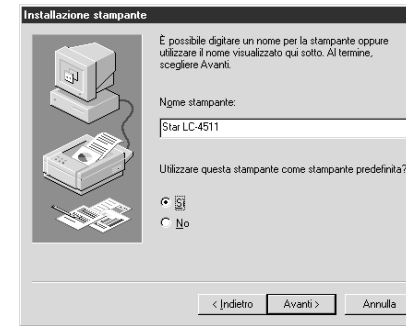 Installazione stampante
È possibile digitare un nome per la stampante oppure
utilizzare il nome visualizzato qui sotto. Al termine,
scegliere Avanti.
Nome stampante:
Star LC-4511
Utilizzare questa stampante come stampante predefinita?
Sì
No
< Indietro
Avanti >
Annulla